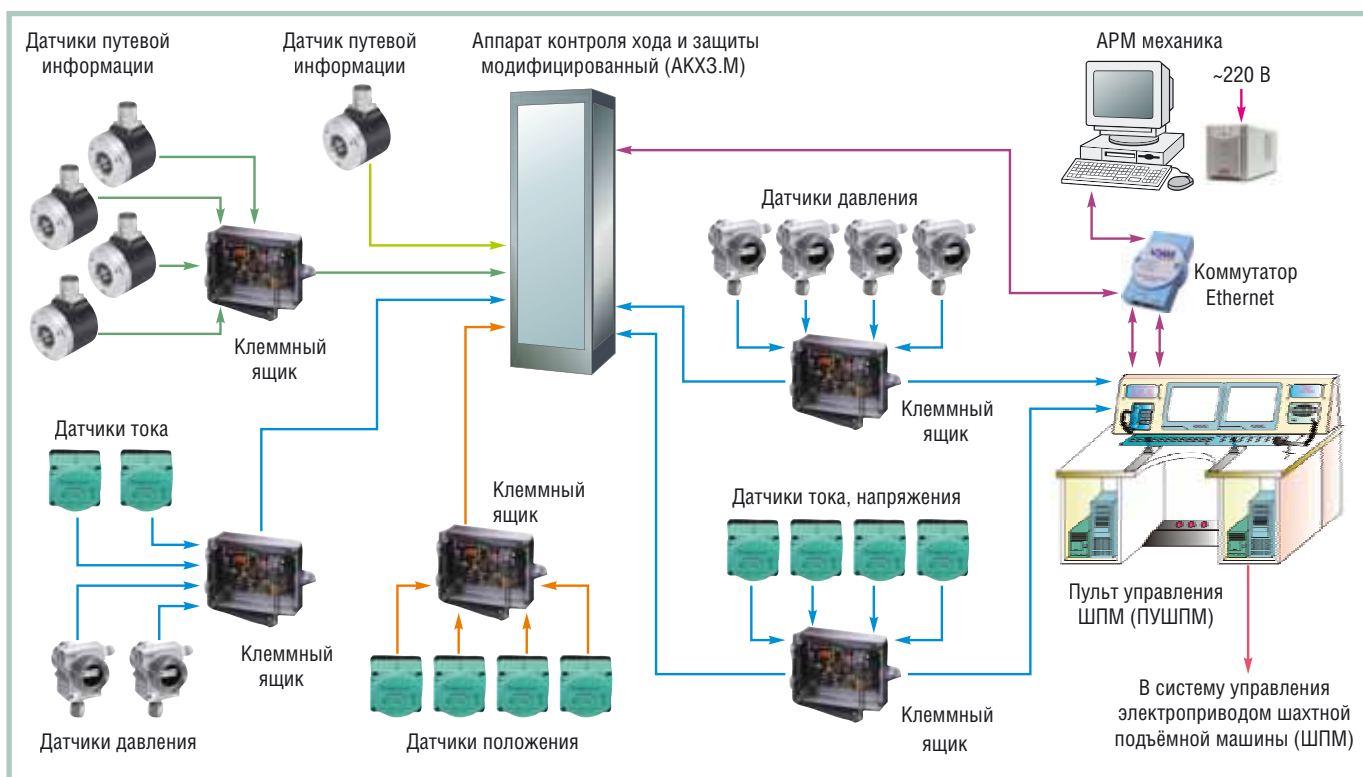 Датчики путевой
информации
Датчик путевой
информации
Аппарат контроля хода и защиты
модифицированный (АКХЗ.М)
АРМ механика
~220 В
Датчики давления
Коммутатор
Ethernet
Клеммный
ящик
Клеммный
ящик
Датчики тока
Клеммный
ящик
Датчики тока, напряжения
Пульт управления
ШПМ (ПУШПМ)
Клеммный
ящик
Клеммный
ящик
Датчики давления
Датчики положения
В систему управления
электроприводом шахтной
подъёмной машины (ШПМ)